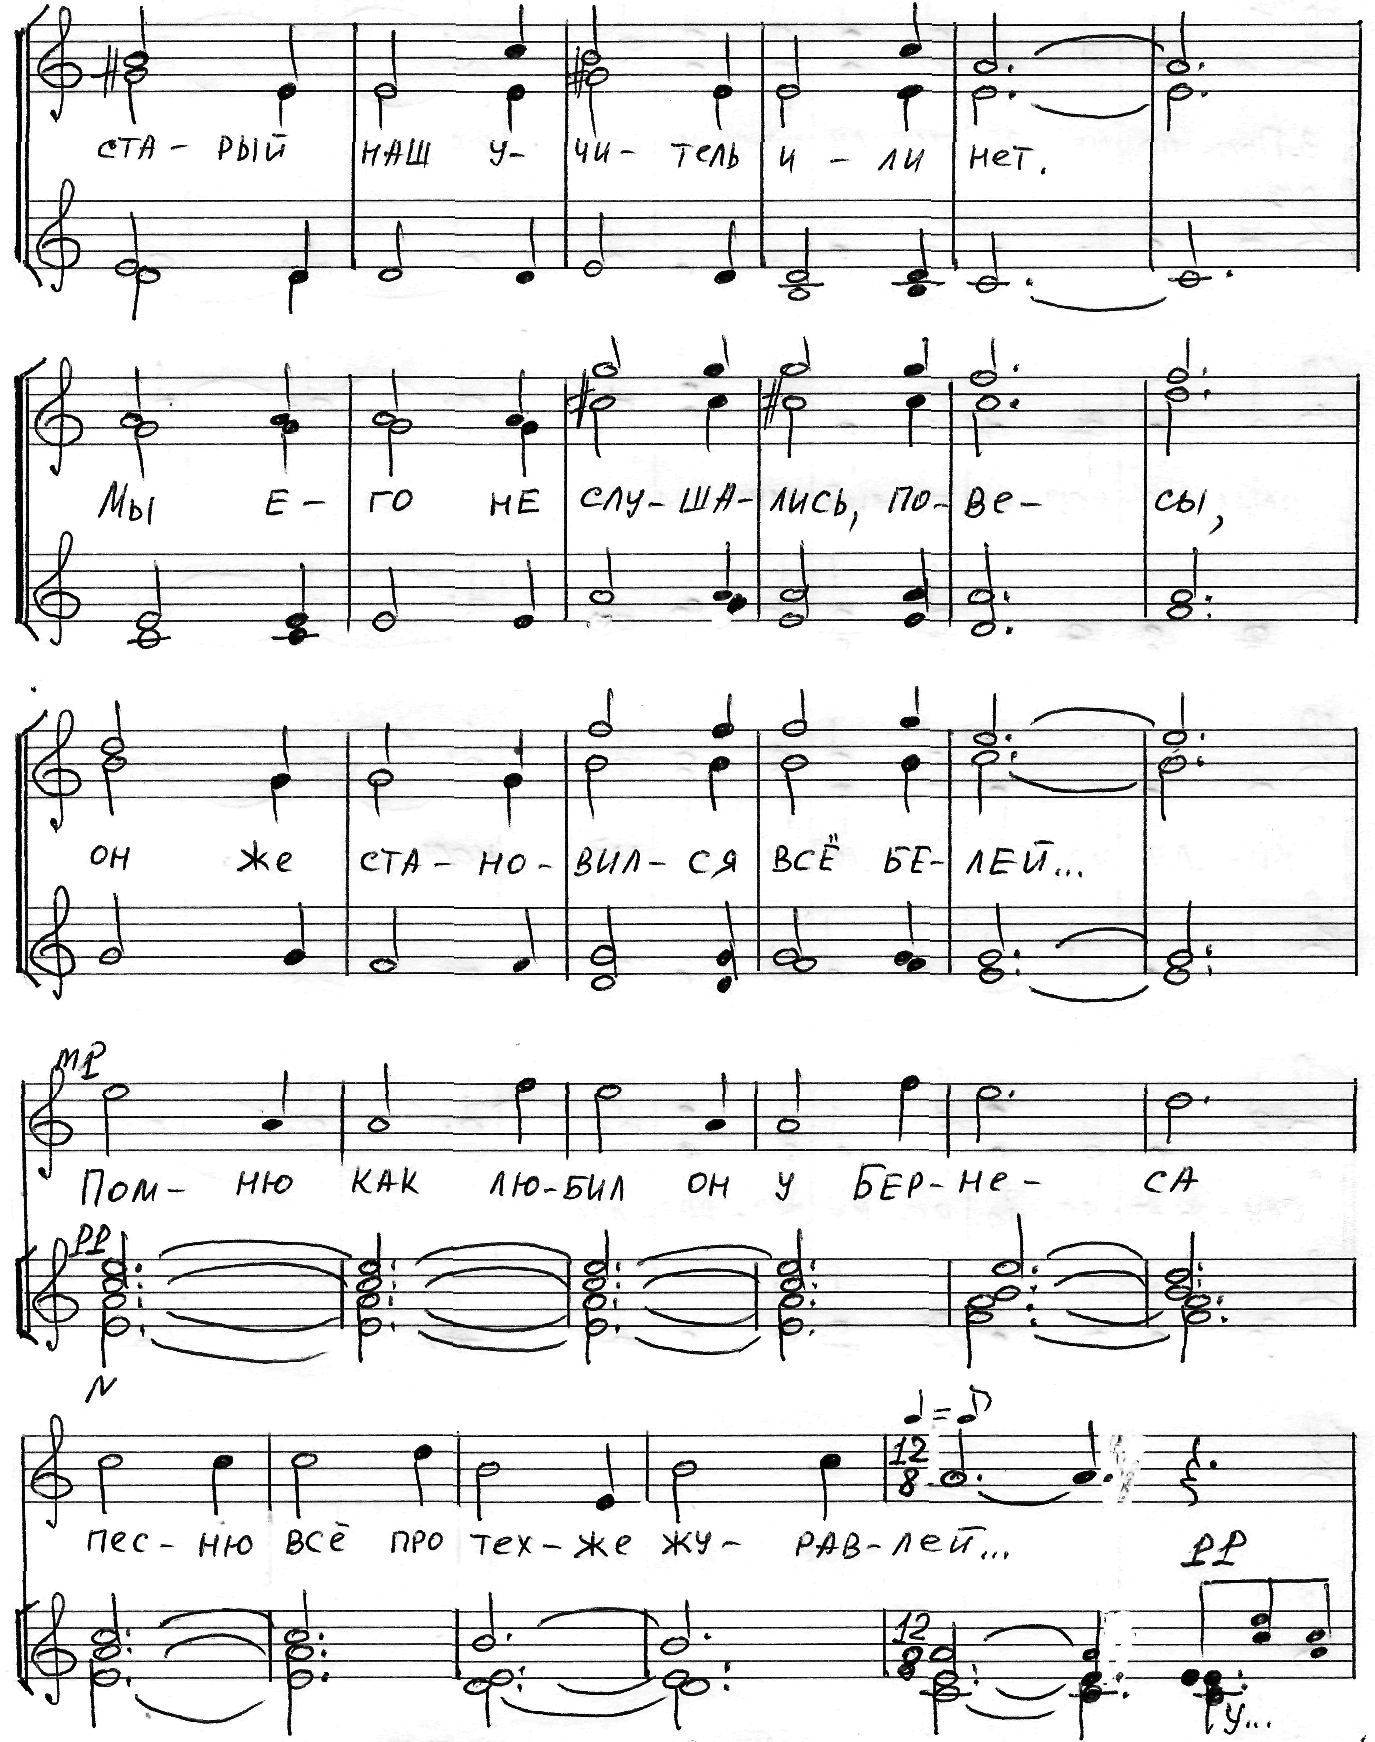 СТА- РЫЙ НАШ У- ЧИ- ТЕЛЬ И - ЛИ НЕТ.
МЫ Е- ГО НЕ СЛУ- ША- ЛИСЬ, ПО- ВЕ- СЫ,
ОН ЖЕ СТА- НО- ВИЛ- СЯ ВСЁ БЕ- ЛЕЙ...
mp
ПОМ- НЮ КАК ЛЮ- БИЛ ОН У БЕР- НЕ- СА
pp
N
12 8
ПЕС- НЮ ВСЁ ПРО ТЕХ- ЖЕ ЖУ- РАВ- ЛЕЙ...
pp
12 8
У...